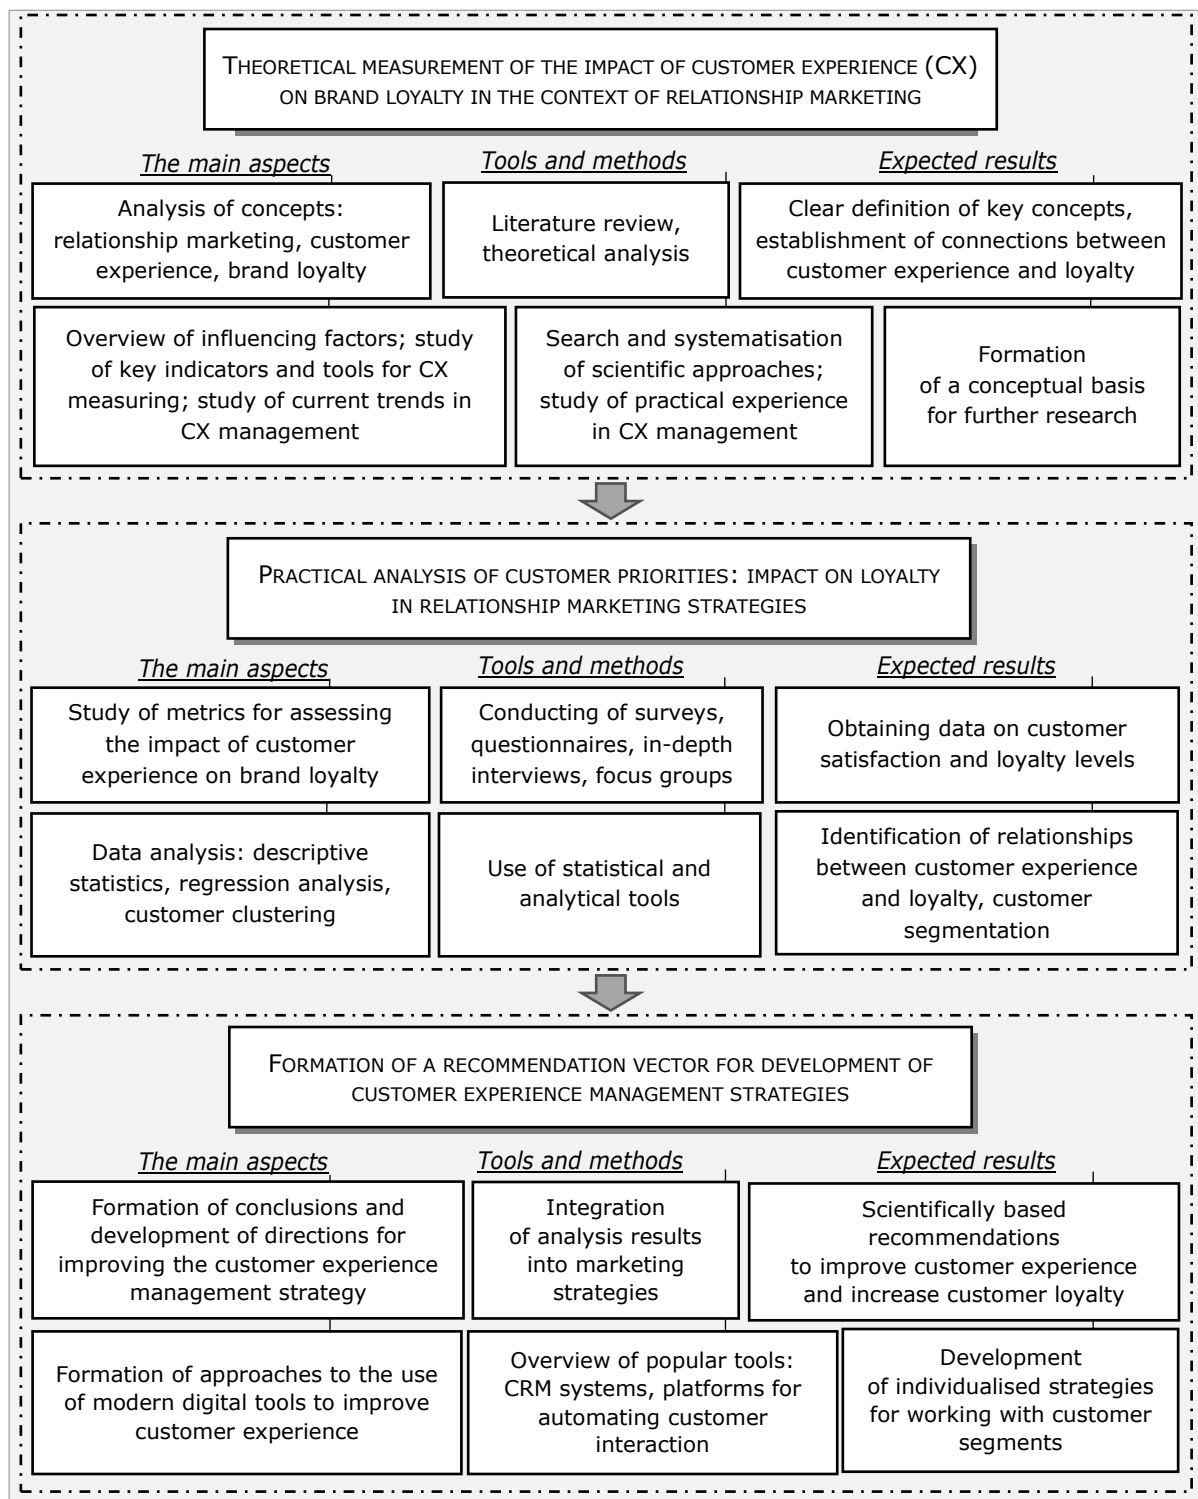 THEORETICAL MEASUREMENT OF THE IMPACT OF CUSTOMER EXPERIENCE (CX)
ON BRAND LOYALTY IN THE CONTEXT OF RELATIONSHIP MARKETING
The main aspects
Tools and methods
Expected results
Analysis of concepts:
relationship marketing, customer
experience, brand loyalty
Literature review,
theoretical analysis
Clear definition of key concepts,
establishment of connections between
customer experience and loyalty
Overview of influencing factors; study
of key indicators and tools for CX
measuring; study of current trends in
CX management
Search and systematisation
of scientific approaches;
study of practical experience
in CX management
Formation
of a conceptual basis
for further research
PRACTICAL ANALYSIS OF CUSTOMER PRIORITIES: IMPACT ON LOYALTY
IN RELATIONSHIP MARKETING STRATEGIES
The main aspects
Tools and methods
Expected results
Study of metrics for assessing
the impact of customer
experience on brand loyalty
Conducting of surveys,
questionnaires, in-depth
interviews, focus groups
Obtaining data on customer
satisfaction and loyalty levels
Data analysis: descriptive
statistics, regression analysis,
customer clustering
Use of statistical and
analytical tools
Identification of relationships
between customer experience
and loyalty, customer
segmentation
FORMATION OF A RECOMMENDATION VECTOR FOR DEVELOPMENT OF
CUSTOMER EXPERIENCE MANAGEMENT STRATEGIES
The main aspects
Tools and methods
Expected results
Formation of conclusions and
development of directions for
improving the customer experience
management strategy
Integration
of analysis results
into marketing
strategies
Scientifically based
recommendations
to improve customer experience
and increase customer loyalty
Formation of approaches to the use
of modern digital tools to improve
customer experience
Overview of popular tools:
CRM systems, platforms for
automating customer
interaction
Development
of individualised strategies
for working with customer
segments